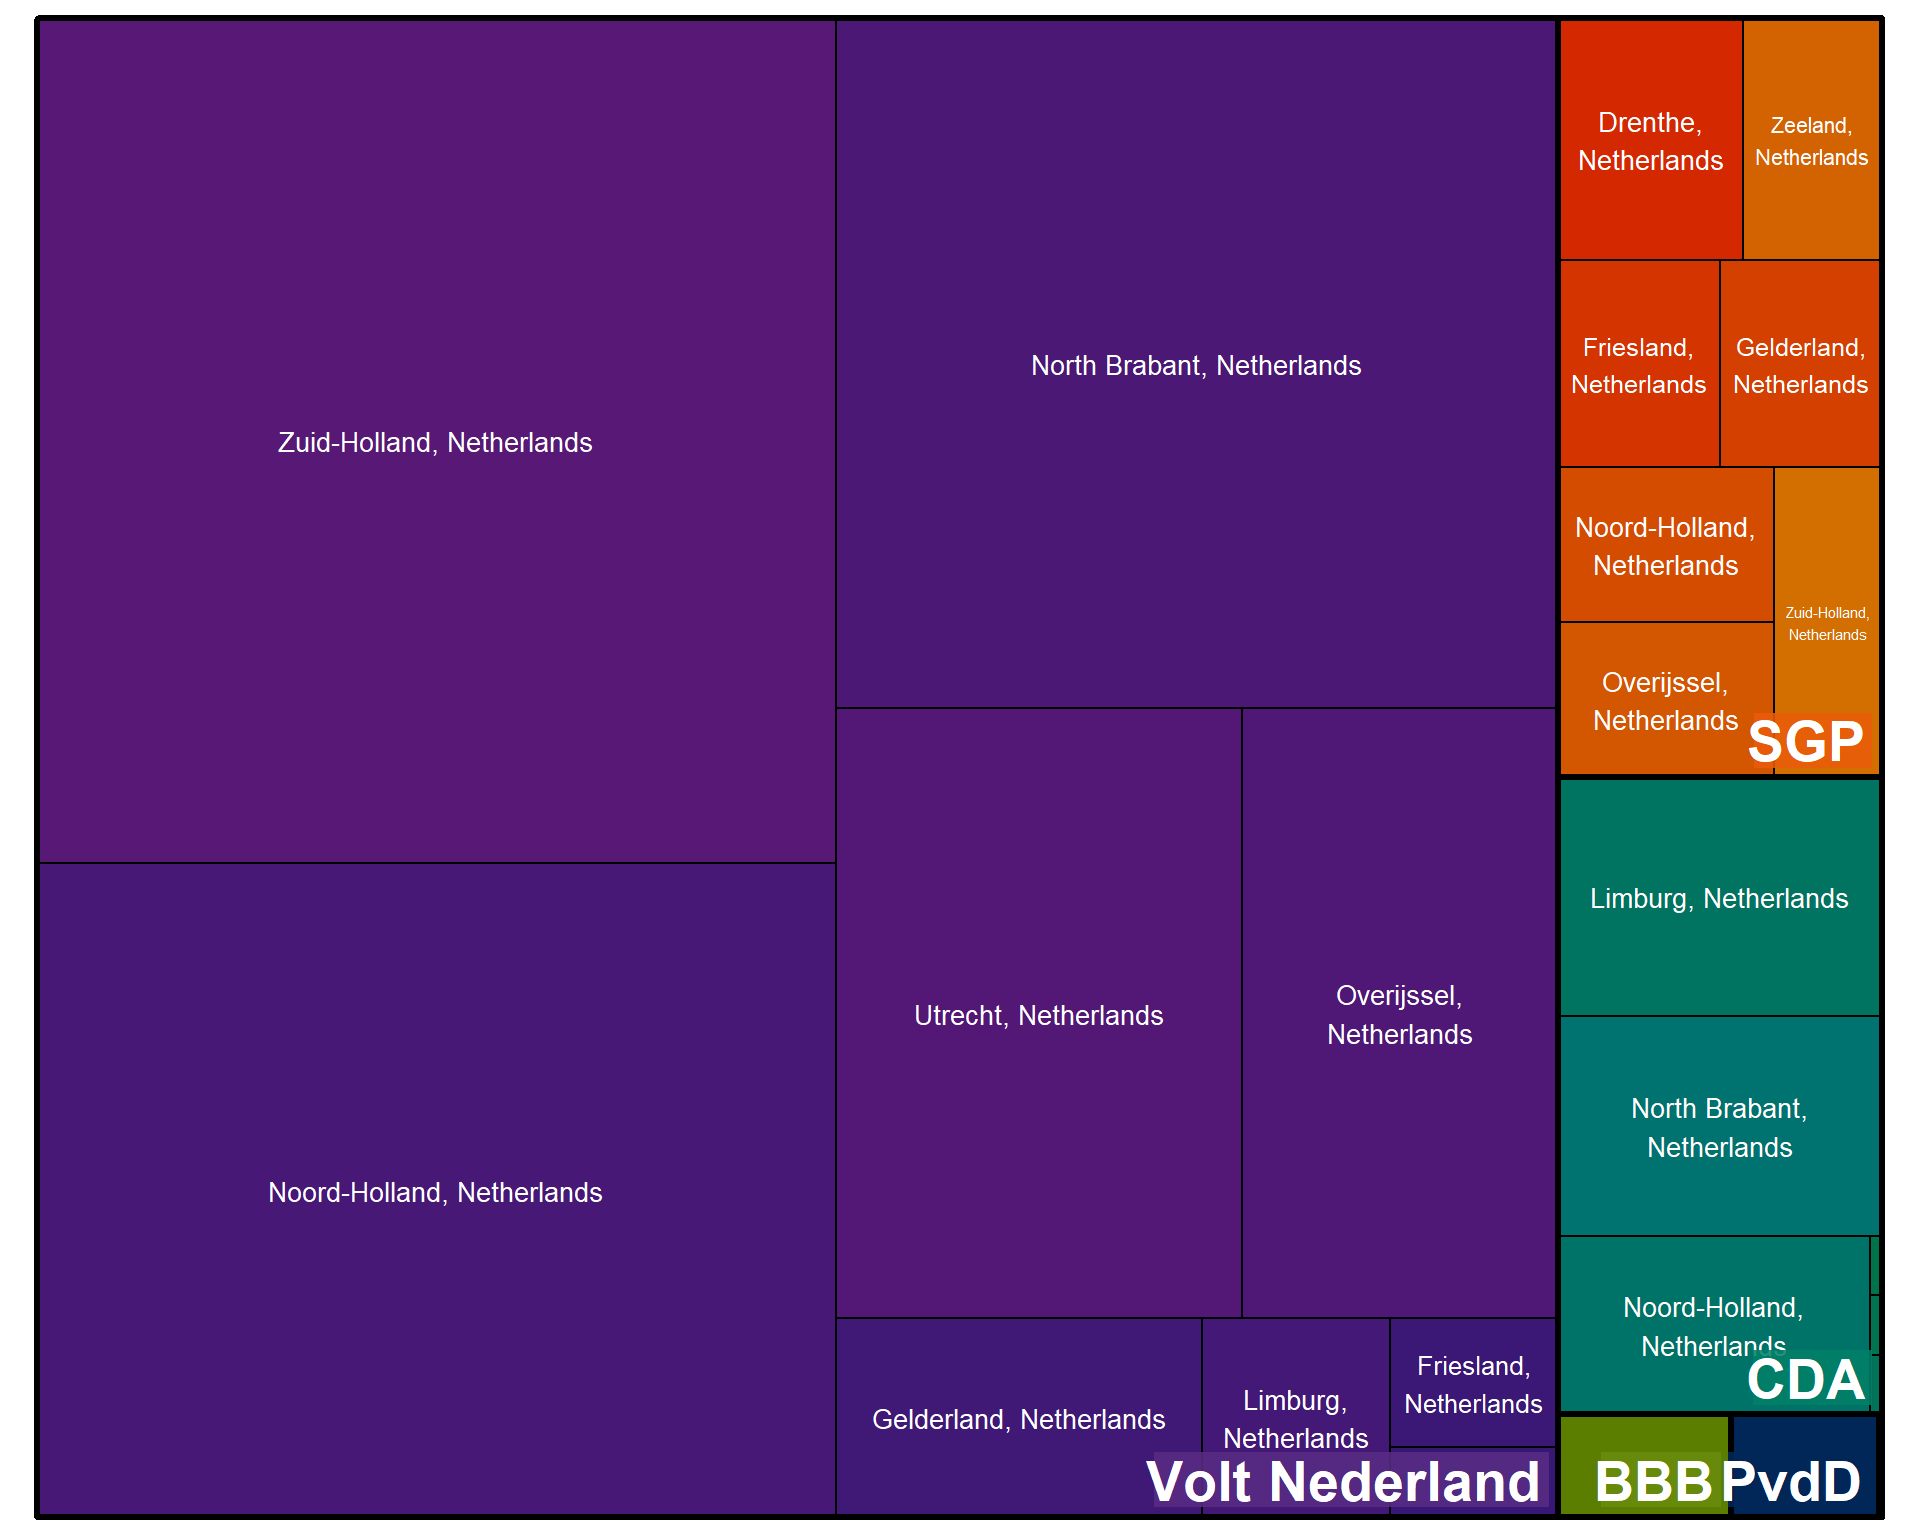 Zuid-Holland, Netherlands
Noord-Holland, Netherlands
North Brabant, Netherlands
Utrecht, Netherlands
Overijssel,
Netherlands
Gelderland, Netherlands
Limburg,
Netherlands
Friesland,
Netherlands
Volt Nederland
Drenthe,
Netherlands
Zeeland,
Netherlands
Friesland,
Netherlands
Gelderland,
Netherlands
Noord-Holland,
Netherlands
Overijssel,
Netherlands
Zuid-Holland,
Netherlands
SGP
Limburg, Netherlands
North Brabant,
Netherlands
Noord-Holland,
Netherlands
CDA
BBB
PvdD